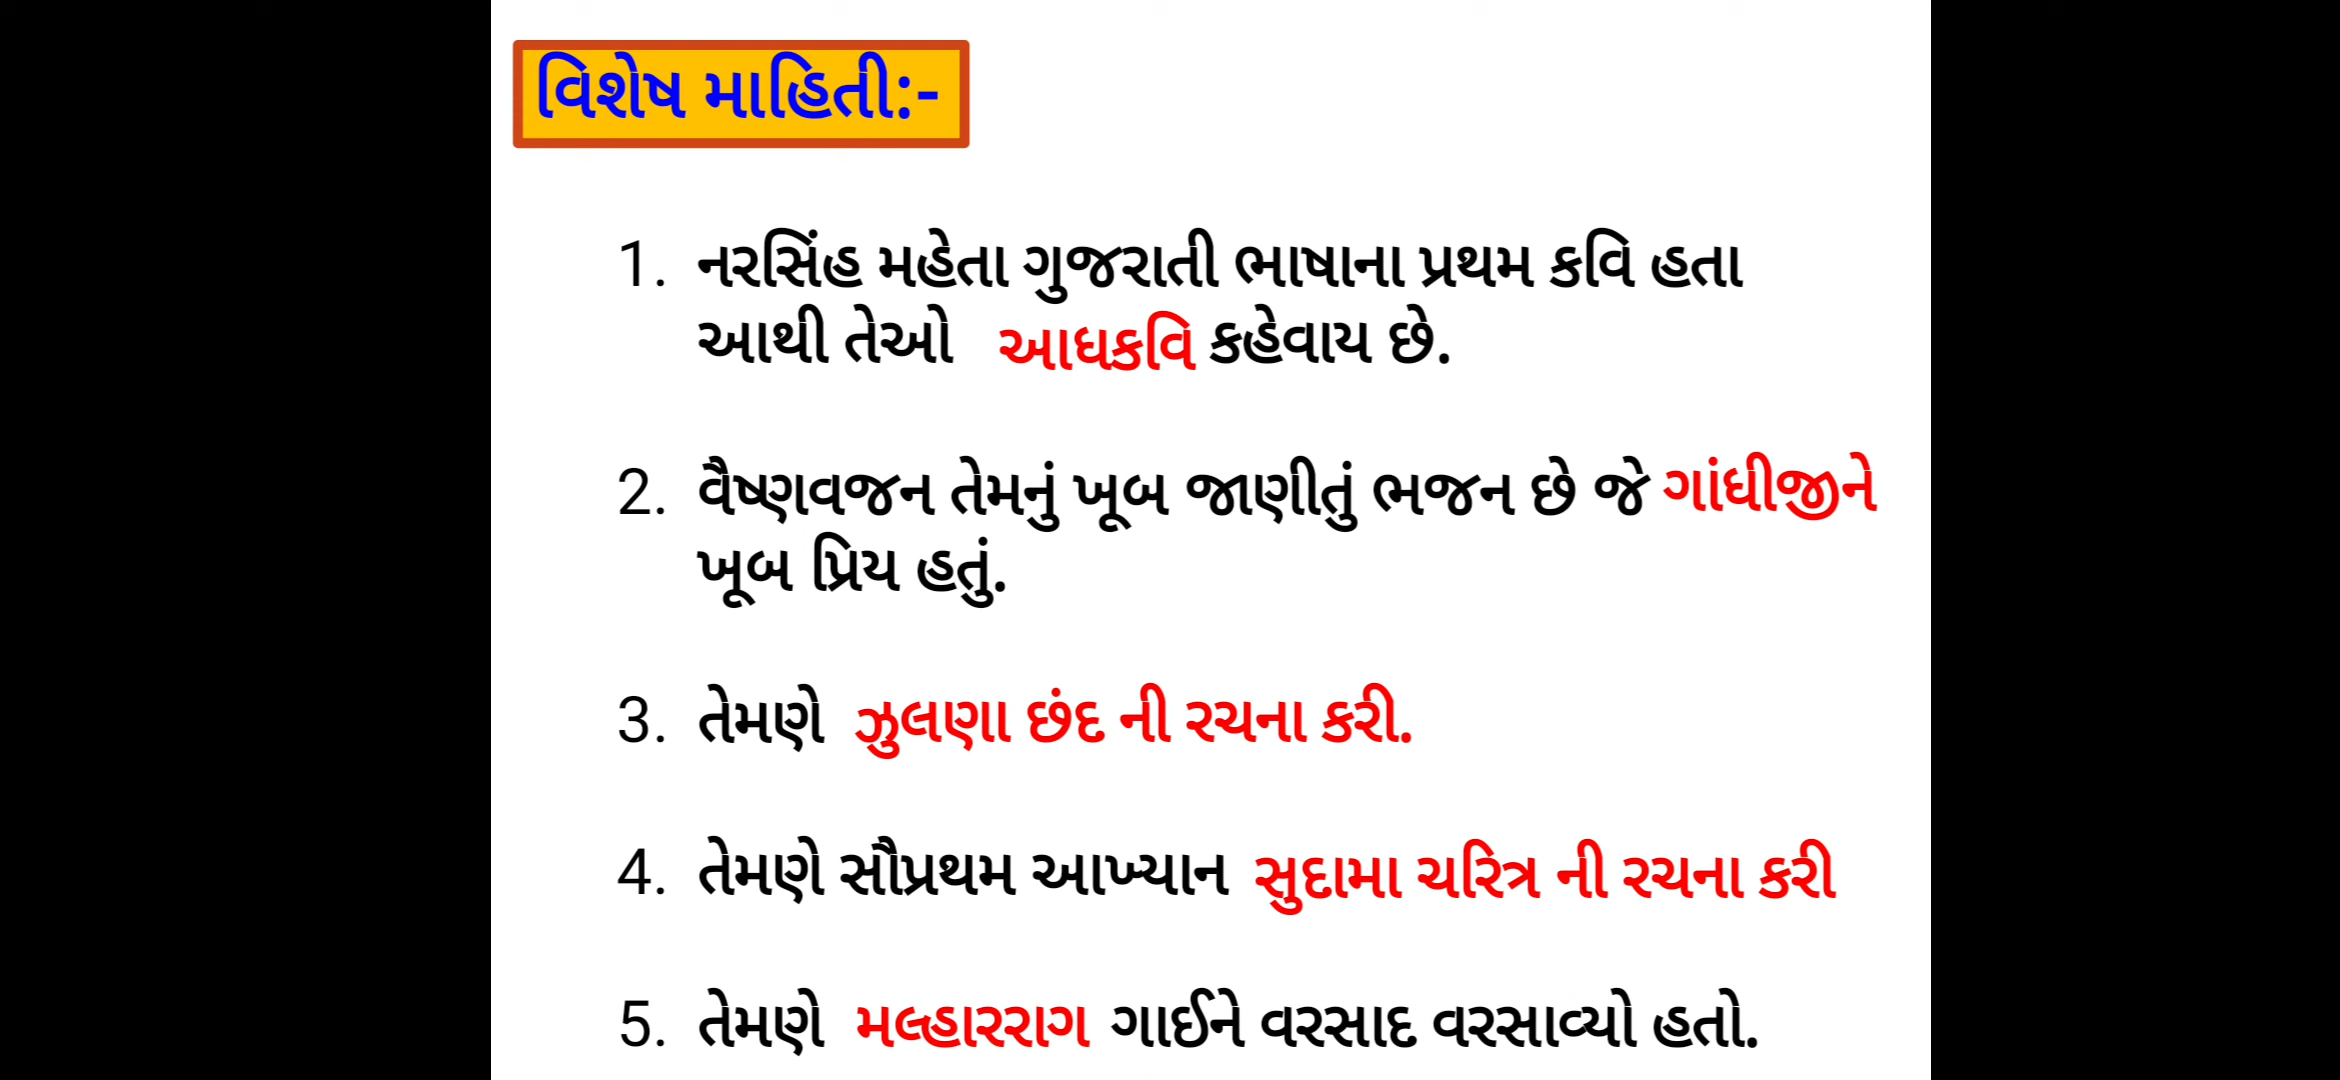 વિશેષ માહિતી:-
1. નરસિંહ મહેતા ગુજરાતી ભાષાના પ્રથમ કવિ હતા
આથી તેઓ આધકવિ કહેવાય છે.
2. વૈષ્ણવજન તેમનું ખૂબ જાણીતું ભજન છે જે ગાંધીજીને
ખૂબ પ્રિય હતું.
3. તેમણે ઝુલણા છંદ ની રચના કરી.
4. તેમણે સૌપ્રથમ આખ્યાન સુદામા ચરિત્ર ની રચના કરી
5. તેમણે મલ્હારરાગ ગાઈને વરસાદ વરસાવ્યો હતો.